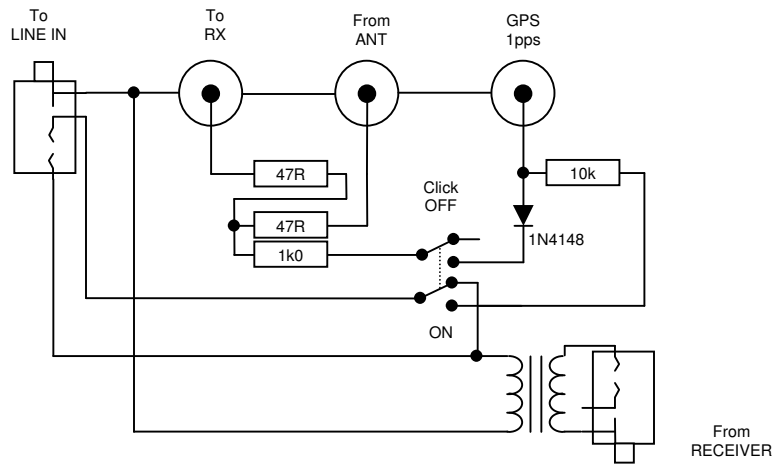 To
LINE IN
To
RX
From
ANT
GPS
1pps
47R
10k
Click
OFF
47R
1k0
1N4148
ON
From
RECEIVER